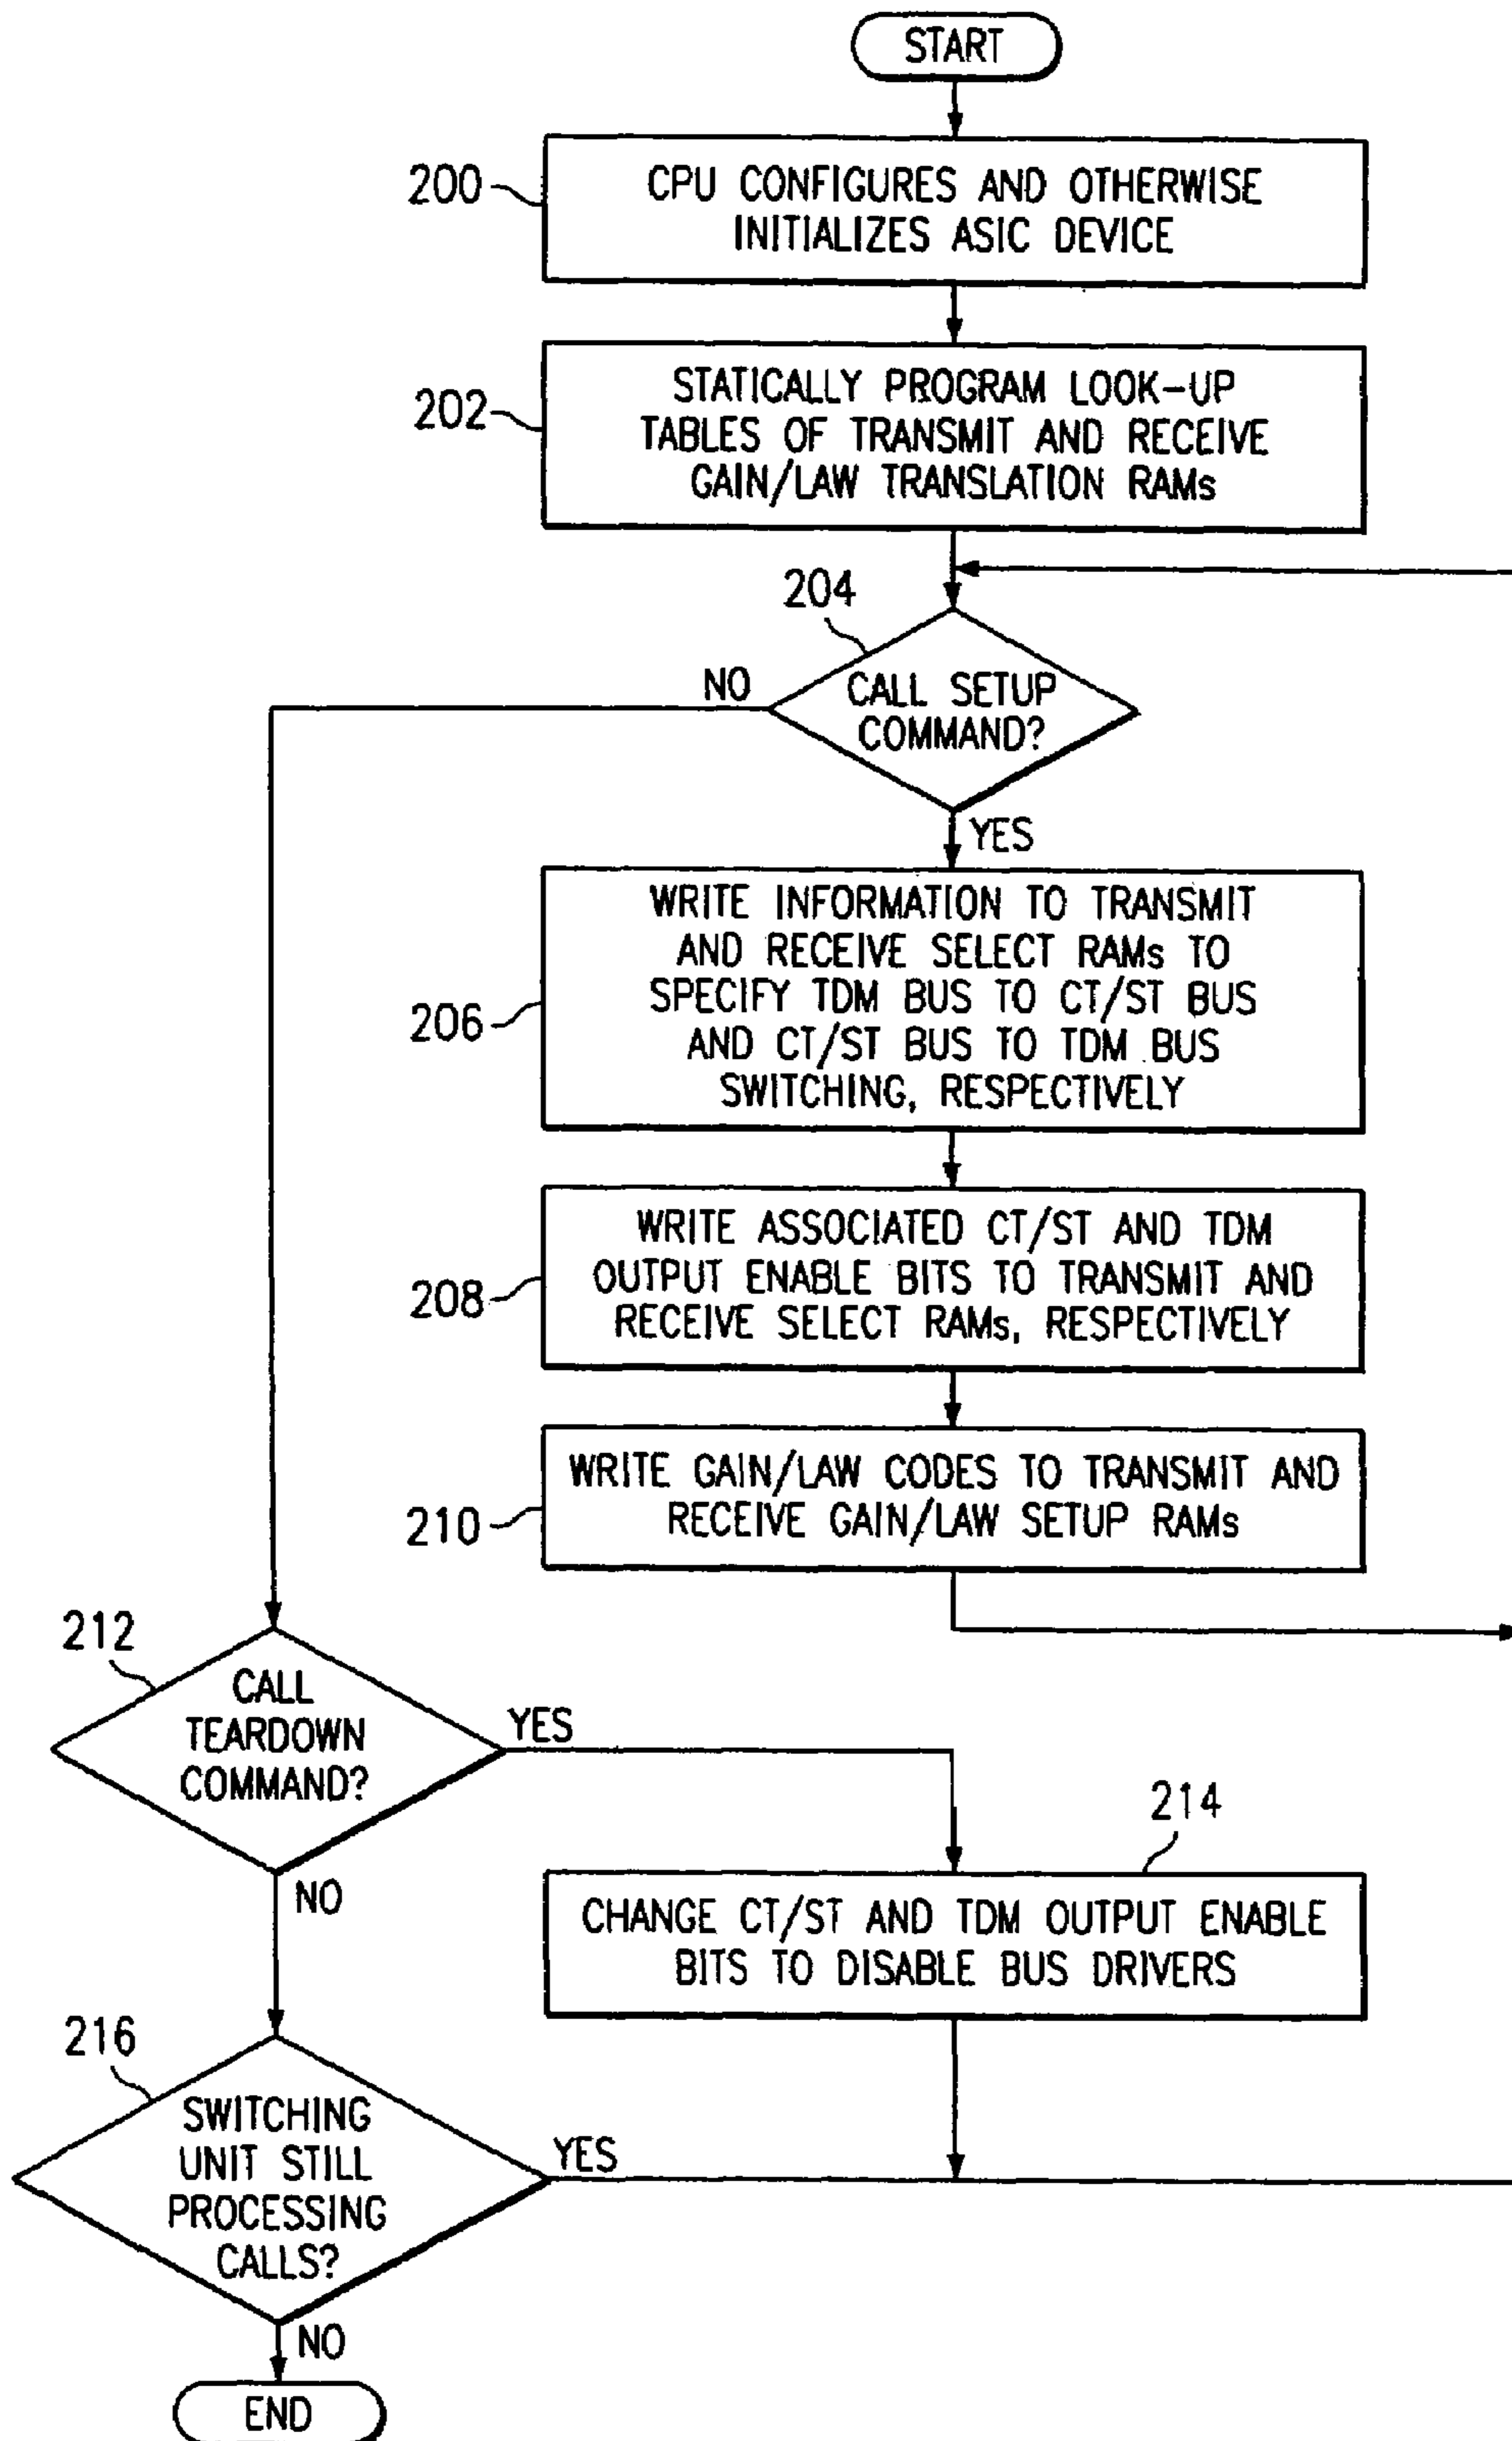 START
200
CPU CONFIGURES AND OTHERWISE
INITIALIZES ASIC DEVICE
202
STATICALLY PROGRAM LOOK-UP
TABLES OF TRANSMIT AND RECEIVE
GAIN/LAW TRANSLATION RAMs
204
NO
CALL SETUP
COMMAND?
YES
206
WRITE INFORMATION TO TRANSMIT
AND RECEIVE SELECT RAMs TO
SPECIFY TDM BUS TO CT/ST BUS
AND CT/ST BUS TO TDM BUS
SWITCHING, RESPECTIVELY
208
WRITE ASSOCIATED CT/ST AND TDM
OUTPUT ENABLE BITS TO TRANSMIT AND
RECEIVE SELECT RAMs, RESPECTIVELY
210
WRITE GAIN/LAW CODES TO TRANSMIT AND
RECEIVE GAIN/LAW SETUP RAMs
212
CALL
TEARDOWN
COMMAND?
YES
NO
214
CHANGE CT/ST AND TDM OUTPUT ENABLE
BITS TO DISABLE BUS DRIVERS
216
SWITCHING
UNIT STILL
PROCESSING
CALLS?
YES
NO
END